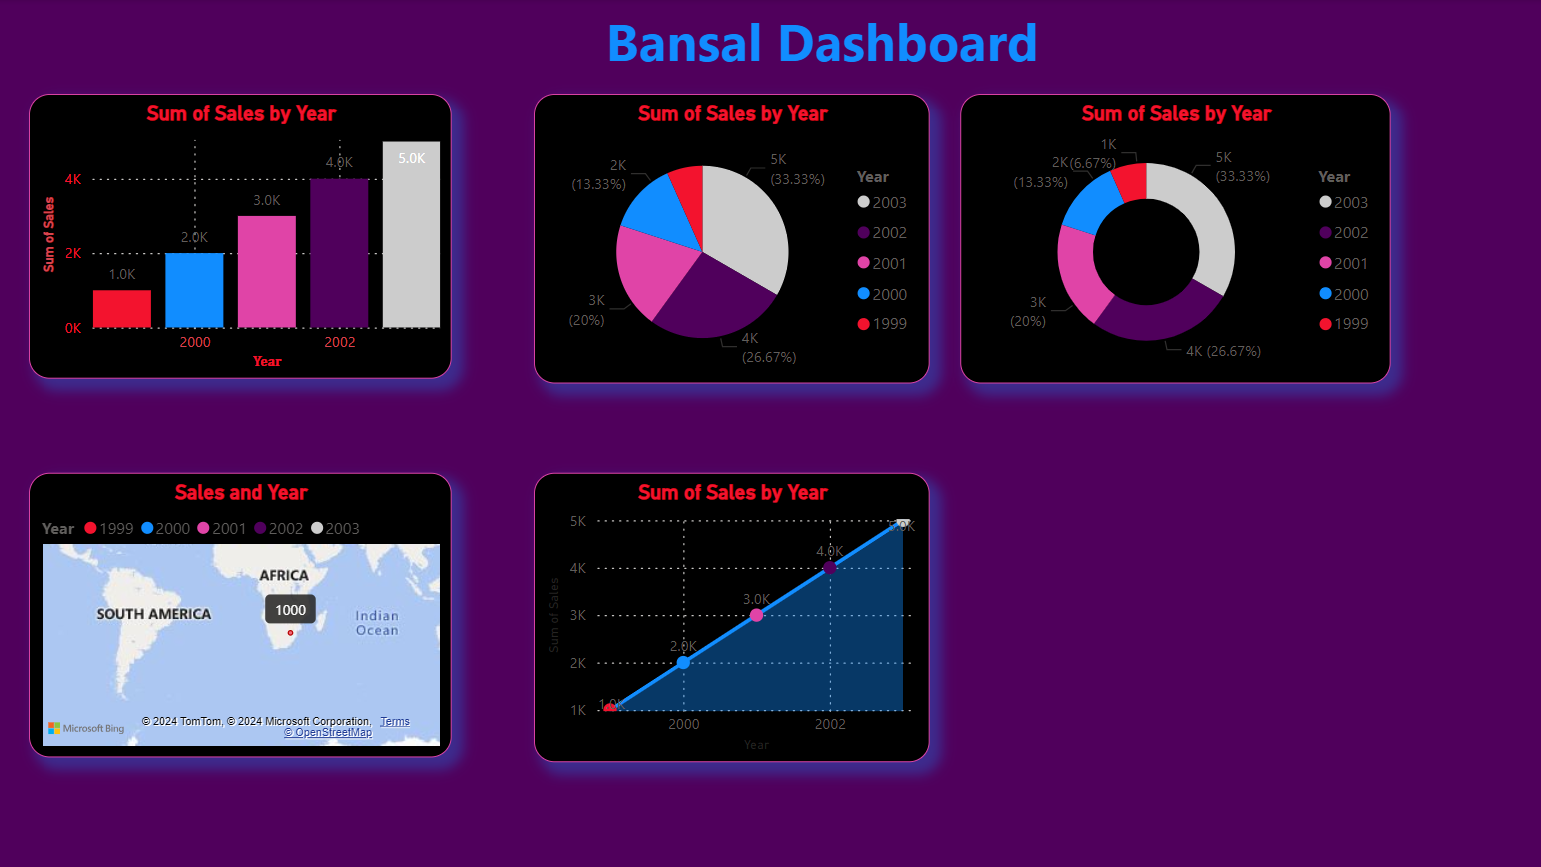 Bansal Dashboard
Sum of Sales by Year
Sum of Sales
4K
2K
0K
1.0K
2.0K
3.0K
4.0K
5.0K
2000
2002
Year
Sum of Sales by Year
2K
(13.33%)
5K
(33.33%)
3K
(20%)
4K
(26.67%)
Year
2003
2002
2001
2000
1999
Sum of Sales by Year
1K
(6.67%)
2K
(13.33%)
5K
(33.33%)
3K
(20%)
4K (26.67%)
Year
2003
2002
2001
2000
1999
Sales and Year
Year 1999 2000 2001 2002 2003
AFRICA
SOUTH AMERICA
1000
Indian
Ocean
Microsoft Bing
© 2024 TomTom, © 2024 Microsoft Corporation, Terms
© OpenStreetMap
Sum of Sales by Year
Sum of Sales
5K
4K
3K
2K
1K
1.0K
2.0K
3.0K
4.0K
5.0K
2000
2002
Year